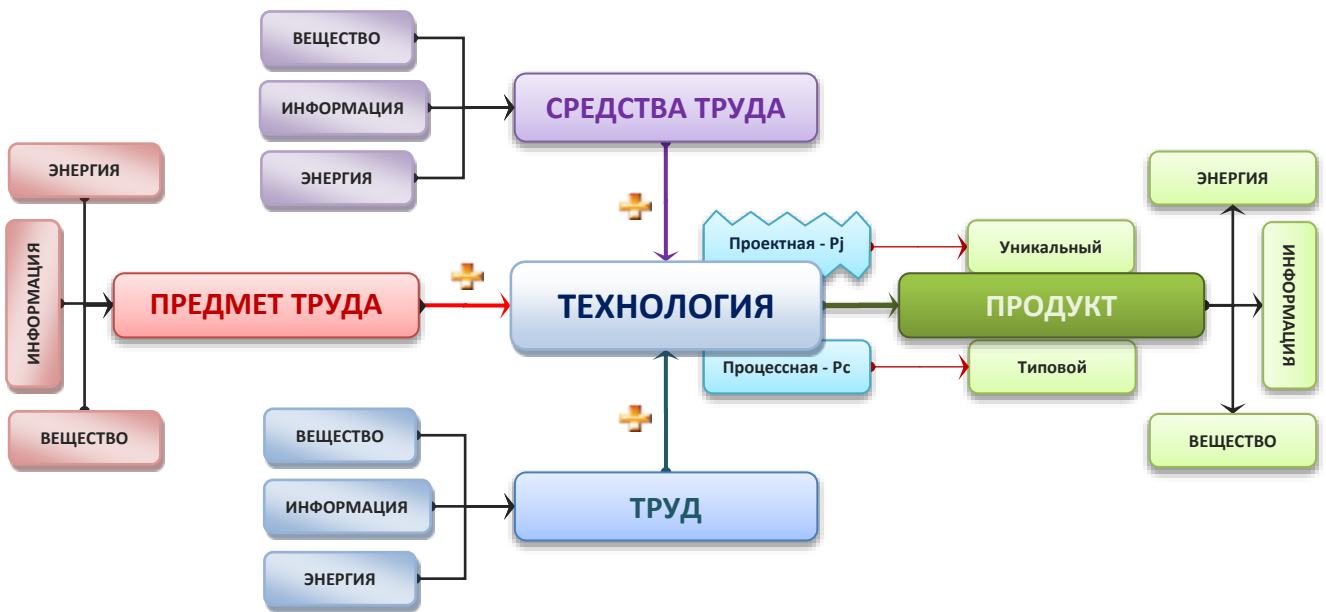 ВЕЩЕСТВО
ИНФОРМАЦИЯ
ЭНЕРГИЯ
СРЕДСТВА ТРУДА
ЭНЕРГИЯ
ИНФОРМАЦИЯ
ВЕЩЕСТВО
ПРЕДМЕТ ТРУДА
Проектная - Pj
ТЕХНОЛОГИЯ
Процессная - Pc
Уникальный
ПРОДУКТ
Типовой
ЭНЕРГИЯ
ИНФОРМАЦИЯ
ВЕЩЕСТВО
ВЕЩЕСТВО
ИНФОРМАЦИЯ
ЭНЕРГИЯ
ТРУД